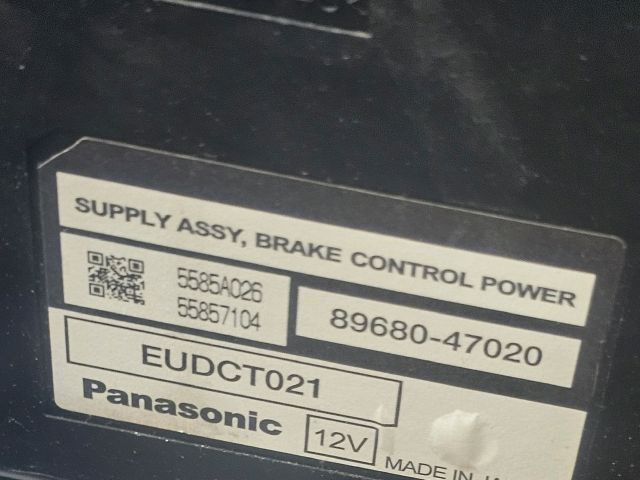 SUPPLY ASSY, BRAKE CONTROL POWER
5585A026
55857104
89680-47020
EUDCT021
Panasonic
12V
MADE IN